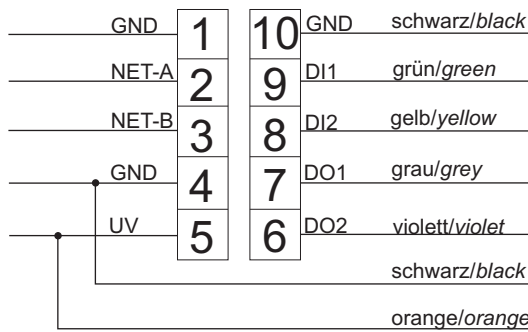 GND 1 10 GND schwarz/black
NET-A 2 9 DI1 grün/green
NET-B 3 8 DI2 gelb/yellow
GND 4 7 DO1 grau/grey
UV 5 6 DO2 violett/violet
schwarz/black
orange/orange